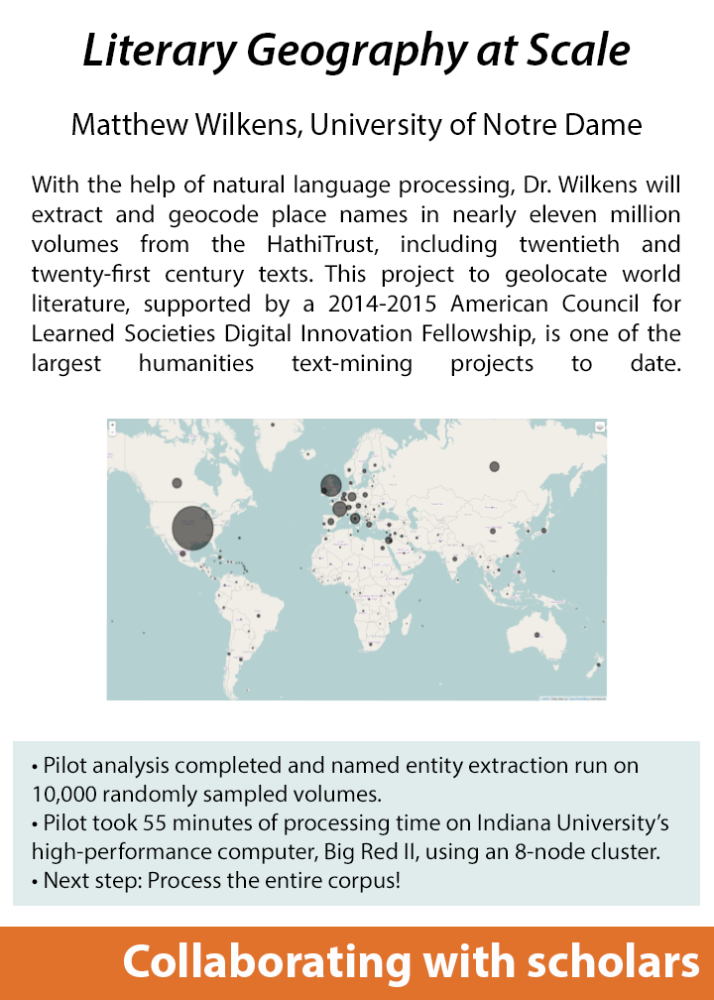 Literary Geography at Scale
Matthew Wilkens, University of Notre Dame
With the help of natural language processing, Dr. Wilkens will
extract and geocode place names in nearly eleven million
volumes from the HathiTrust, including twentieth and
twenty-first century texts. This project to geolocate world
literature, supported by a 2014-2015 American Council for
Learned Societies Digital Innovation Fellowship, is one of the
largest humanities text-mining projects to date.
• Pilot analysis completed and named entity extraction run on
10,000 randomly sampled volumes.
• Pilot took 55 minutes of processing time on Indiana University’s
high-performance computer, Big Red II, using an 8-node cluster.
• Next step: Process the entire corpus!
Collaborating with scholars